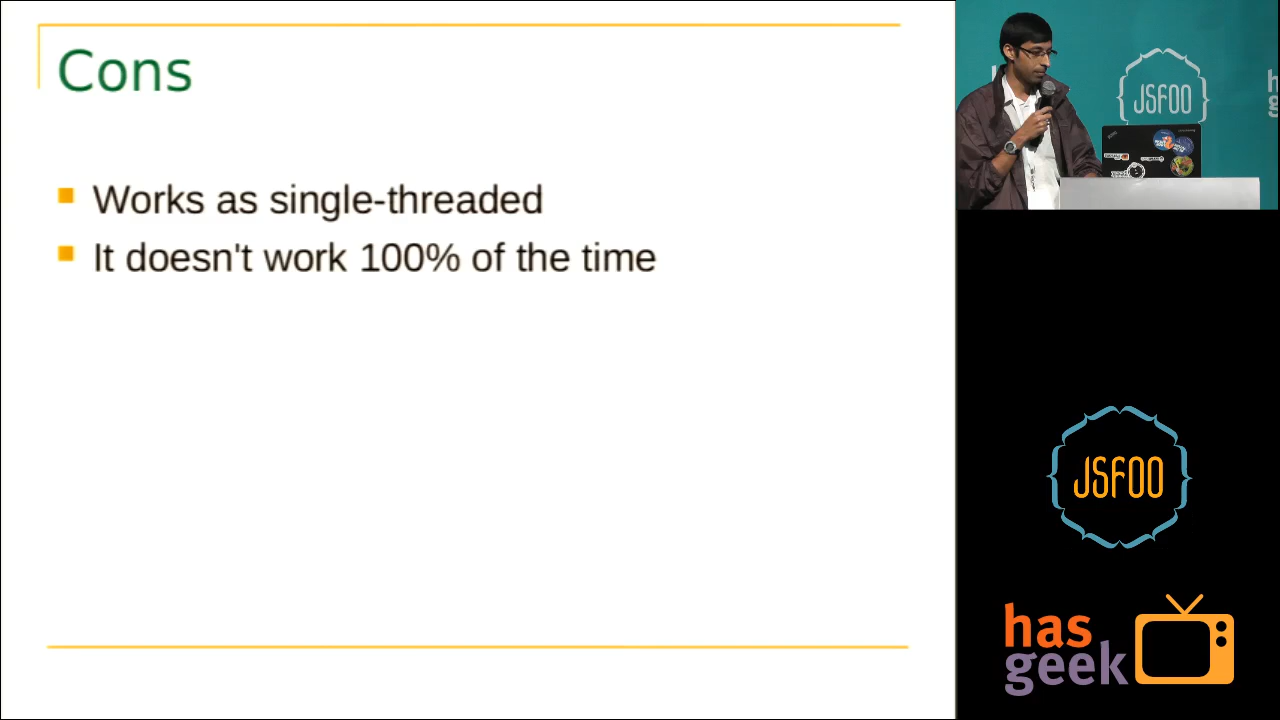 Cons
Works as single-threaded
It doesn't work 100% of the time
JSFOO
JSFOO
has
geek